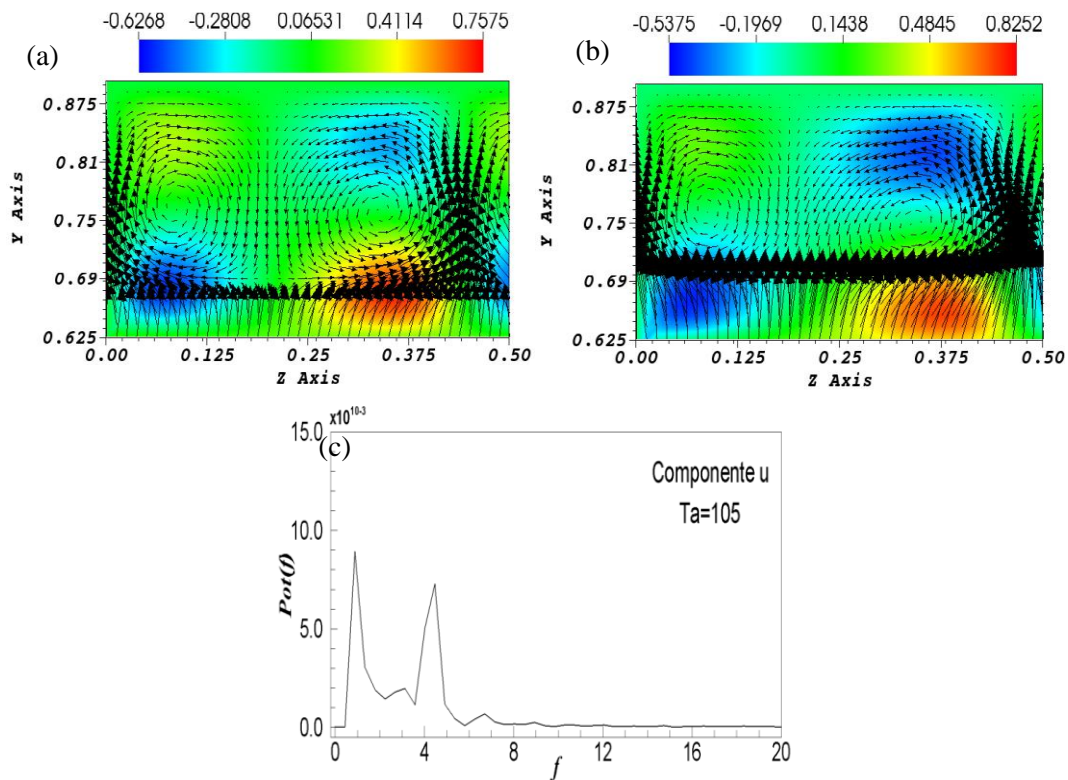 -0.6268 -0.2808 0.06531 0.4114 0.7575
(a)
0.875
0.81
0.75
0.69
0.625
Y Axis
0.00 0.125 0.25 0.375 0.50
Z Axis
-0.5375 -0.1969 0.1438 0.4845 0.8252
(b)
0.875
0.81
0.75
0.69
0.625
Y Axis
0.00 0.125 0.25 0.375 0.50
Z Axis
x10^10-3
(c)
15.0
10.0
5.0
0.0
Pot(f)
Componente u
Ta=105
0 4 8 12 16 20
f